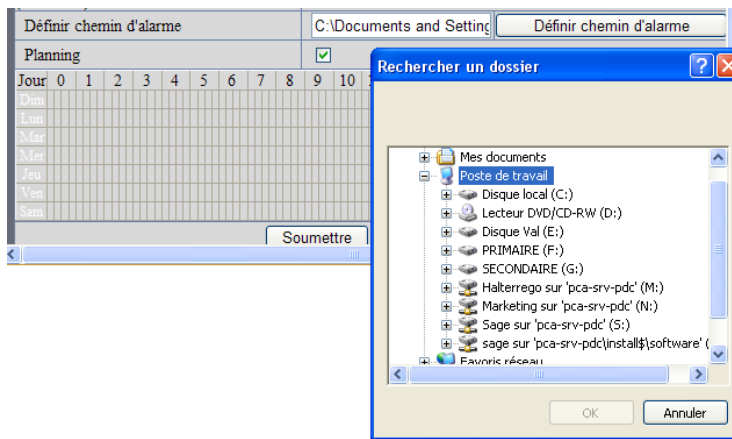 Définir chemin d'alarme
C:\Documents and Setting
Définir chemin d'alarme
Planning
Jour 0 1 2 3 4 5 6 7 8 9 10
Dim
Lun
Mar
Mer
Jeu
Ven
Sam
Soumettre
Rechercher un dossier
Mes documents
Poste de travail
Disque local (C:)
Lecteur DVD/CD-RW (D:)
Disque Val (E:)
PRIMAIRE (F:)
SECONDAIRE (G:)
Halterrego sur 'pca-srv-pdc' (M:)
Marketing sur 'pca-srv-pdc' (N:)
Sage sur 'pca-srv-pdc' (S:)
sage sur 'pca-srv-pdc\install$\software' (
Favoris réseau
OK
Annuler